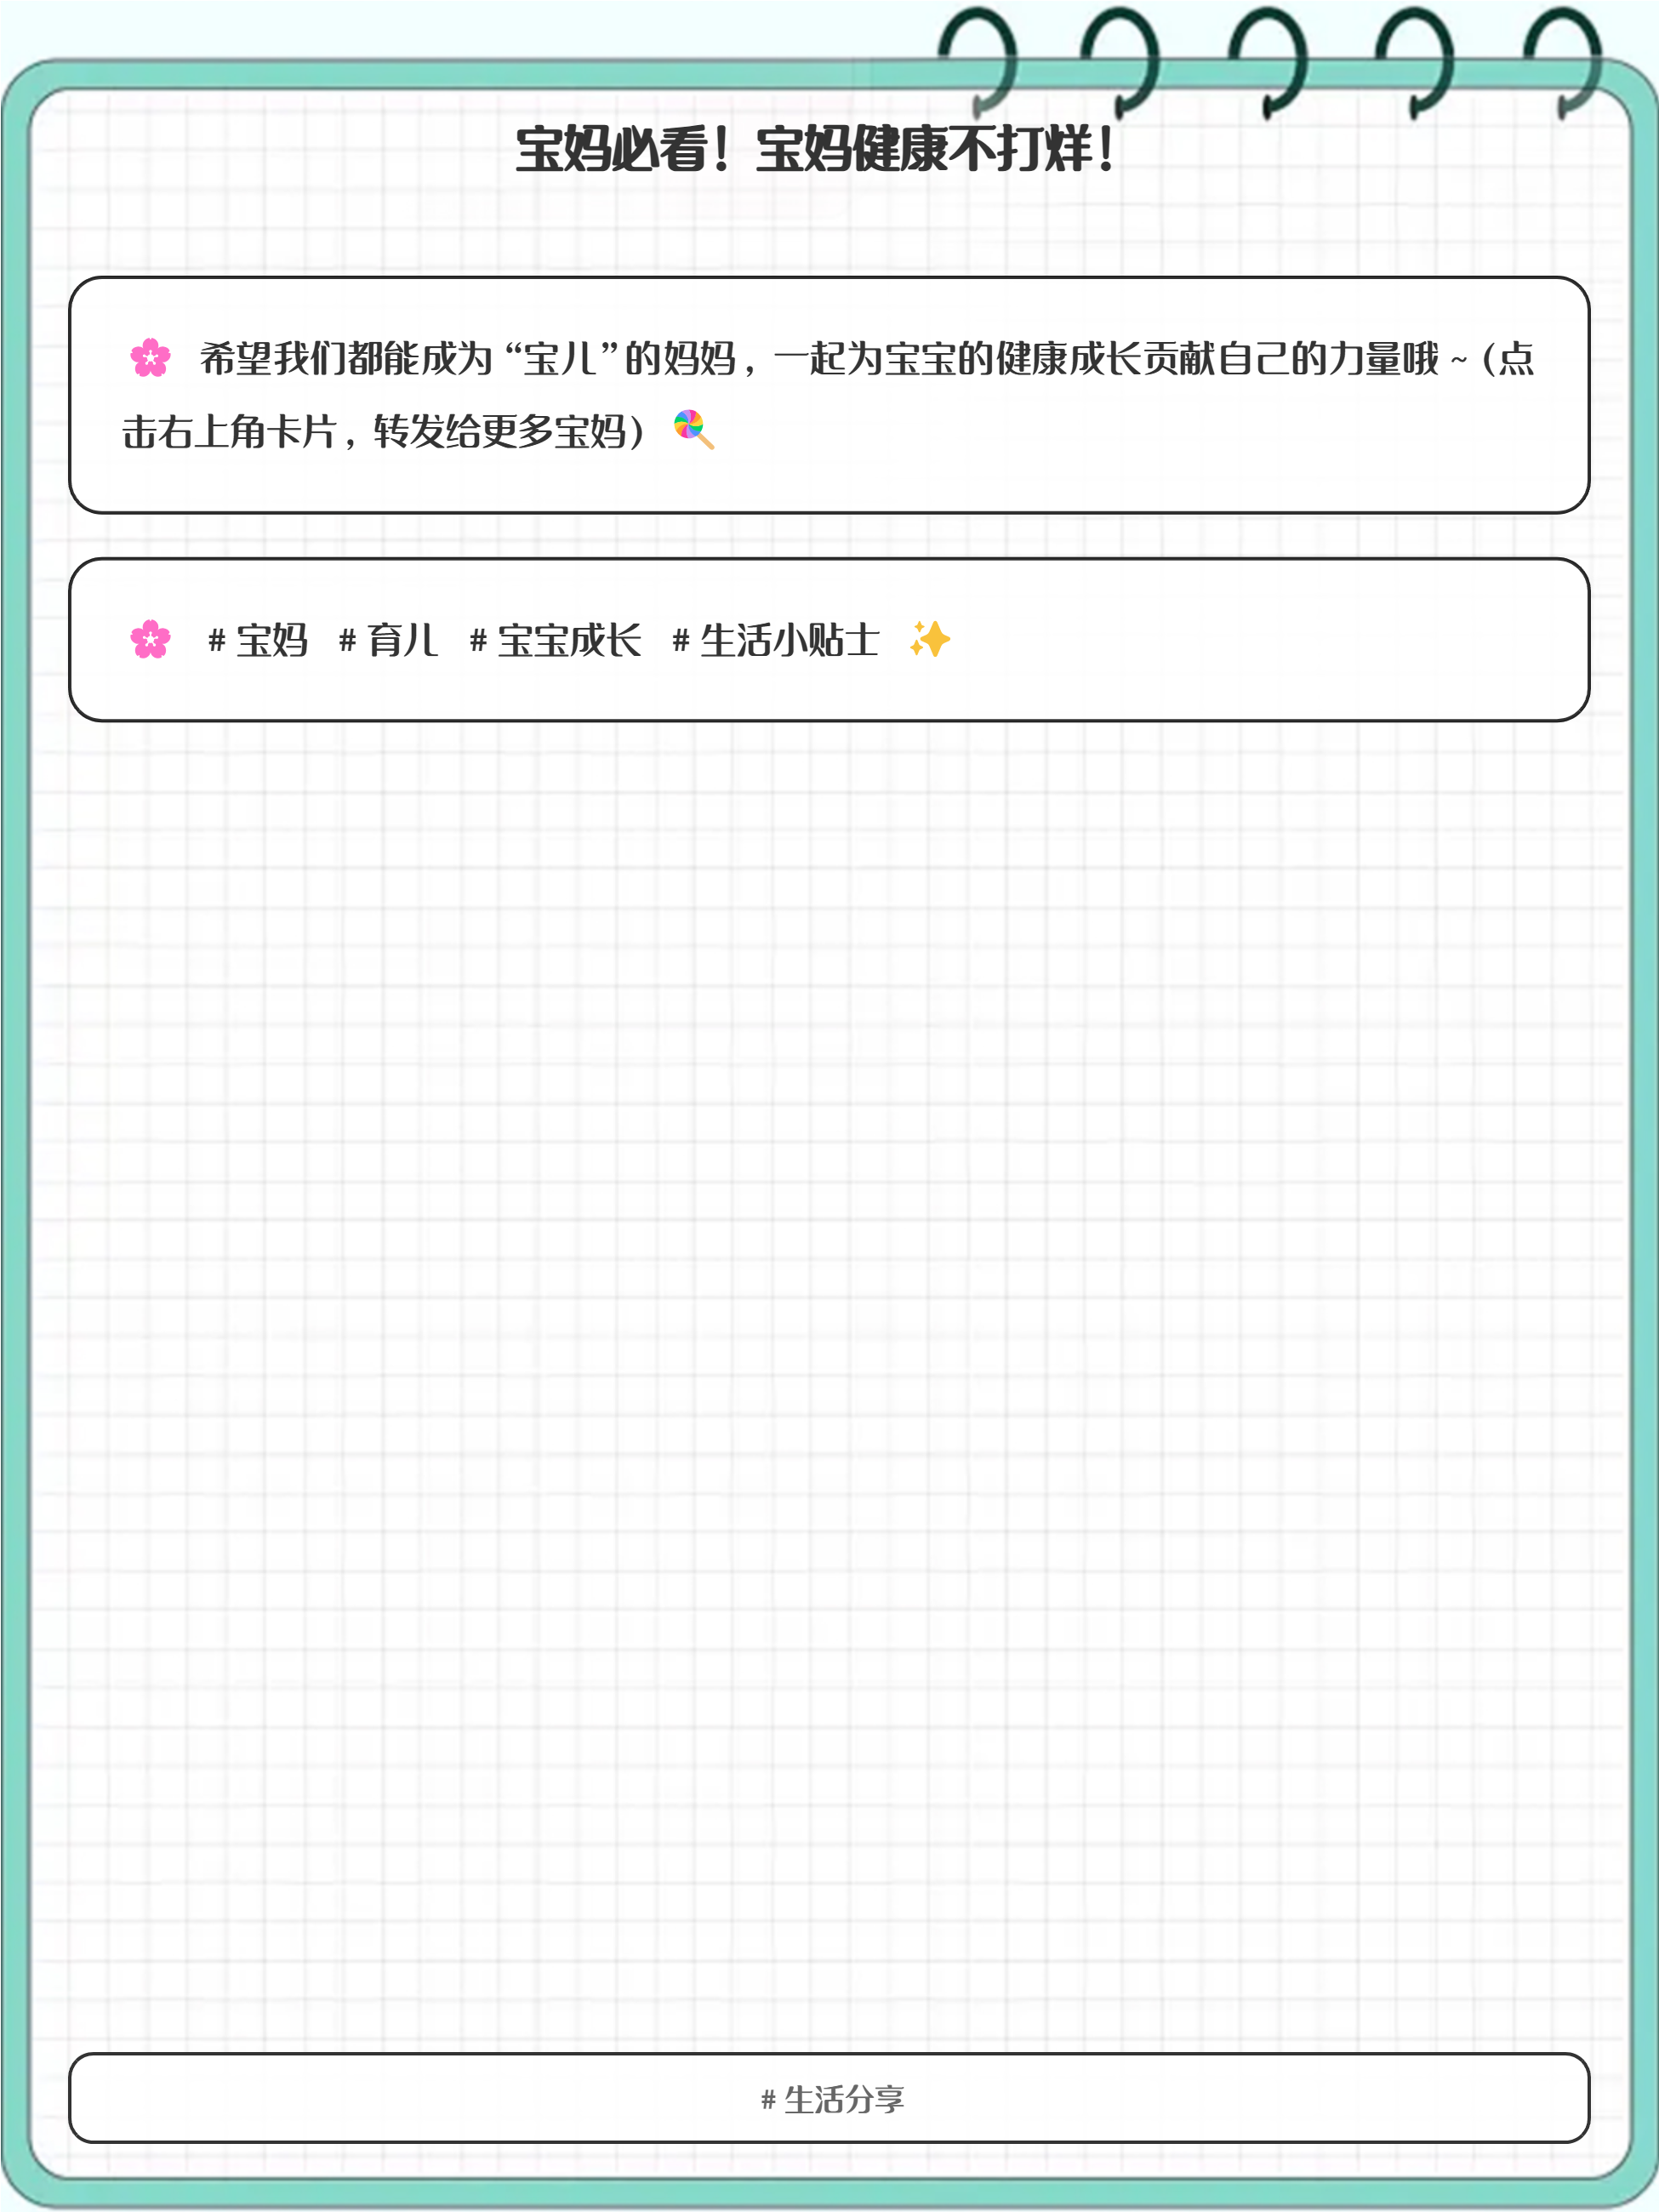 宝妈必看！宝妈健康不打烊！
🌸 希望我们都能成为“宝儿”的妈妈，一起为宝宝的健康成长贡献自己的力量哦~(点
击右上角卡片，转发给更多宝妈) 🍭
🌸 #宝妈 #育儿 #宝宝成长 #生活小贴士 ✨
#生活分享